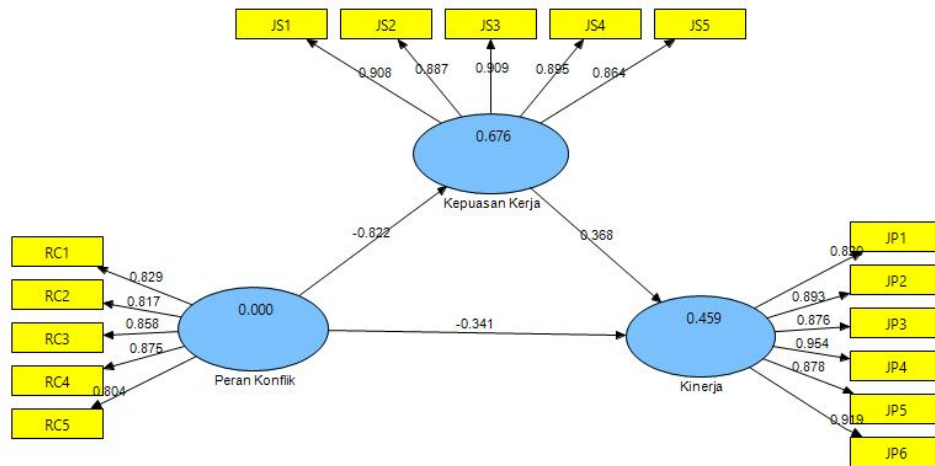 JS1
JS2
JS3
JS4
JS5
0.908
0.887
0.909
0.895
0.864
0.676
Kepuasan Kerja
-0.822
0.368
RC1
RC2
RC3
RC4
RC5
0.829
0.817
0.858
0.875
0.804
0.000
Peran Konflik
-0.341
0.459
Kinerja
0.893
0.876
0.954
0.878
0.919
JP1
JP2
JP3
JP4
JP5
JP6